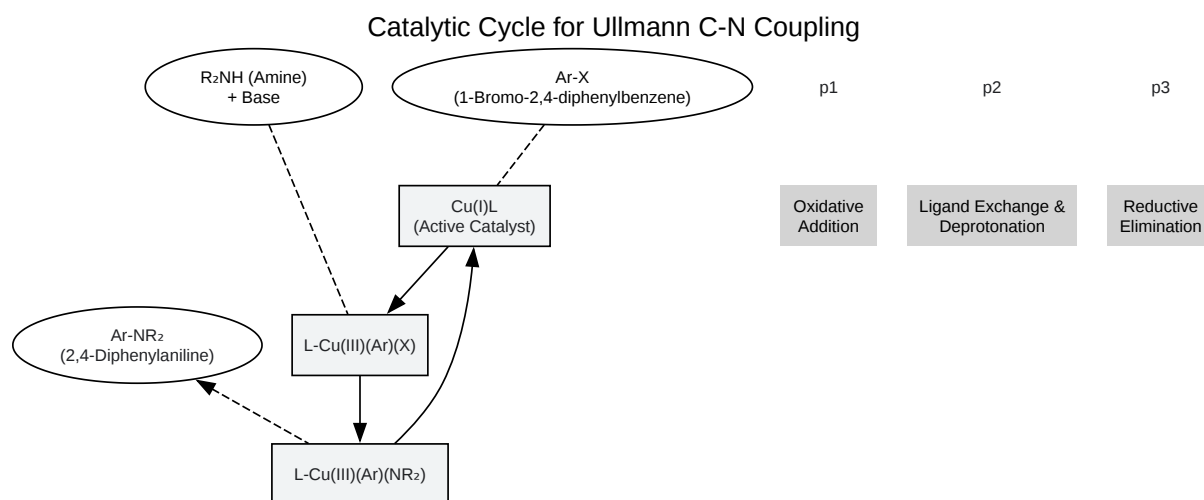 Catalytic Cycle for Ullmann C-N Coupling
R₂NH (Amine)
+ Base
Ar-X
(1-Bromo-2,4-diphenylbenzene)
p1
p2
p3
Cu(I)L
(Active Catalyst)
Oxidative
Addition
Ligand Exchange &
Deprotonation
Reductive
Elimination
Ar-NR₂
(2,4-Diphenylaniline)
L-Cu(III)(Ar)(X)
L-Cu(III)(Ar)(NR₂)